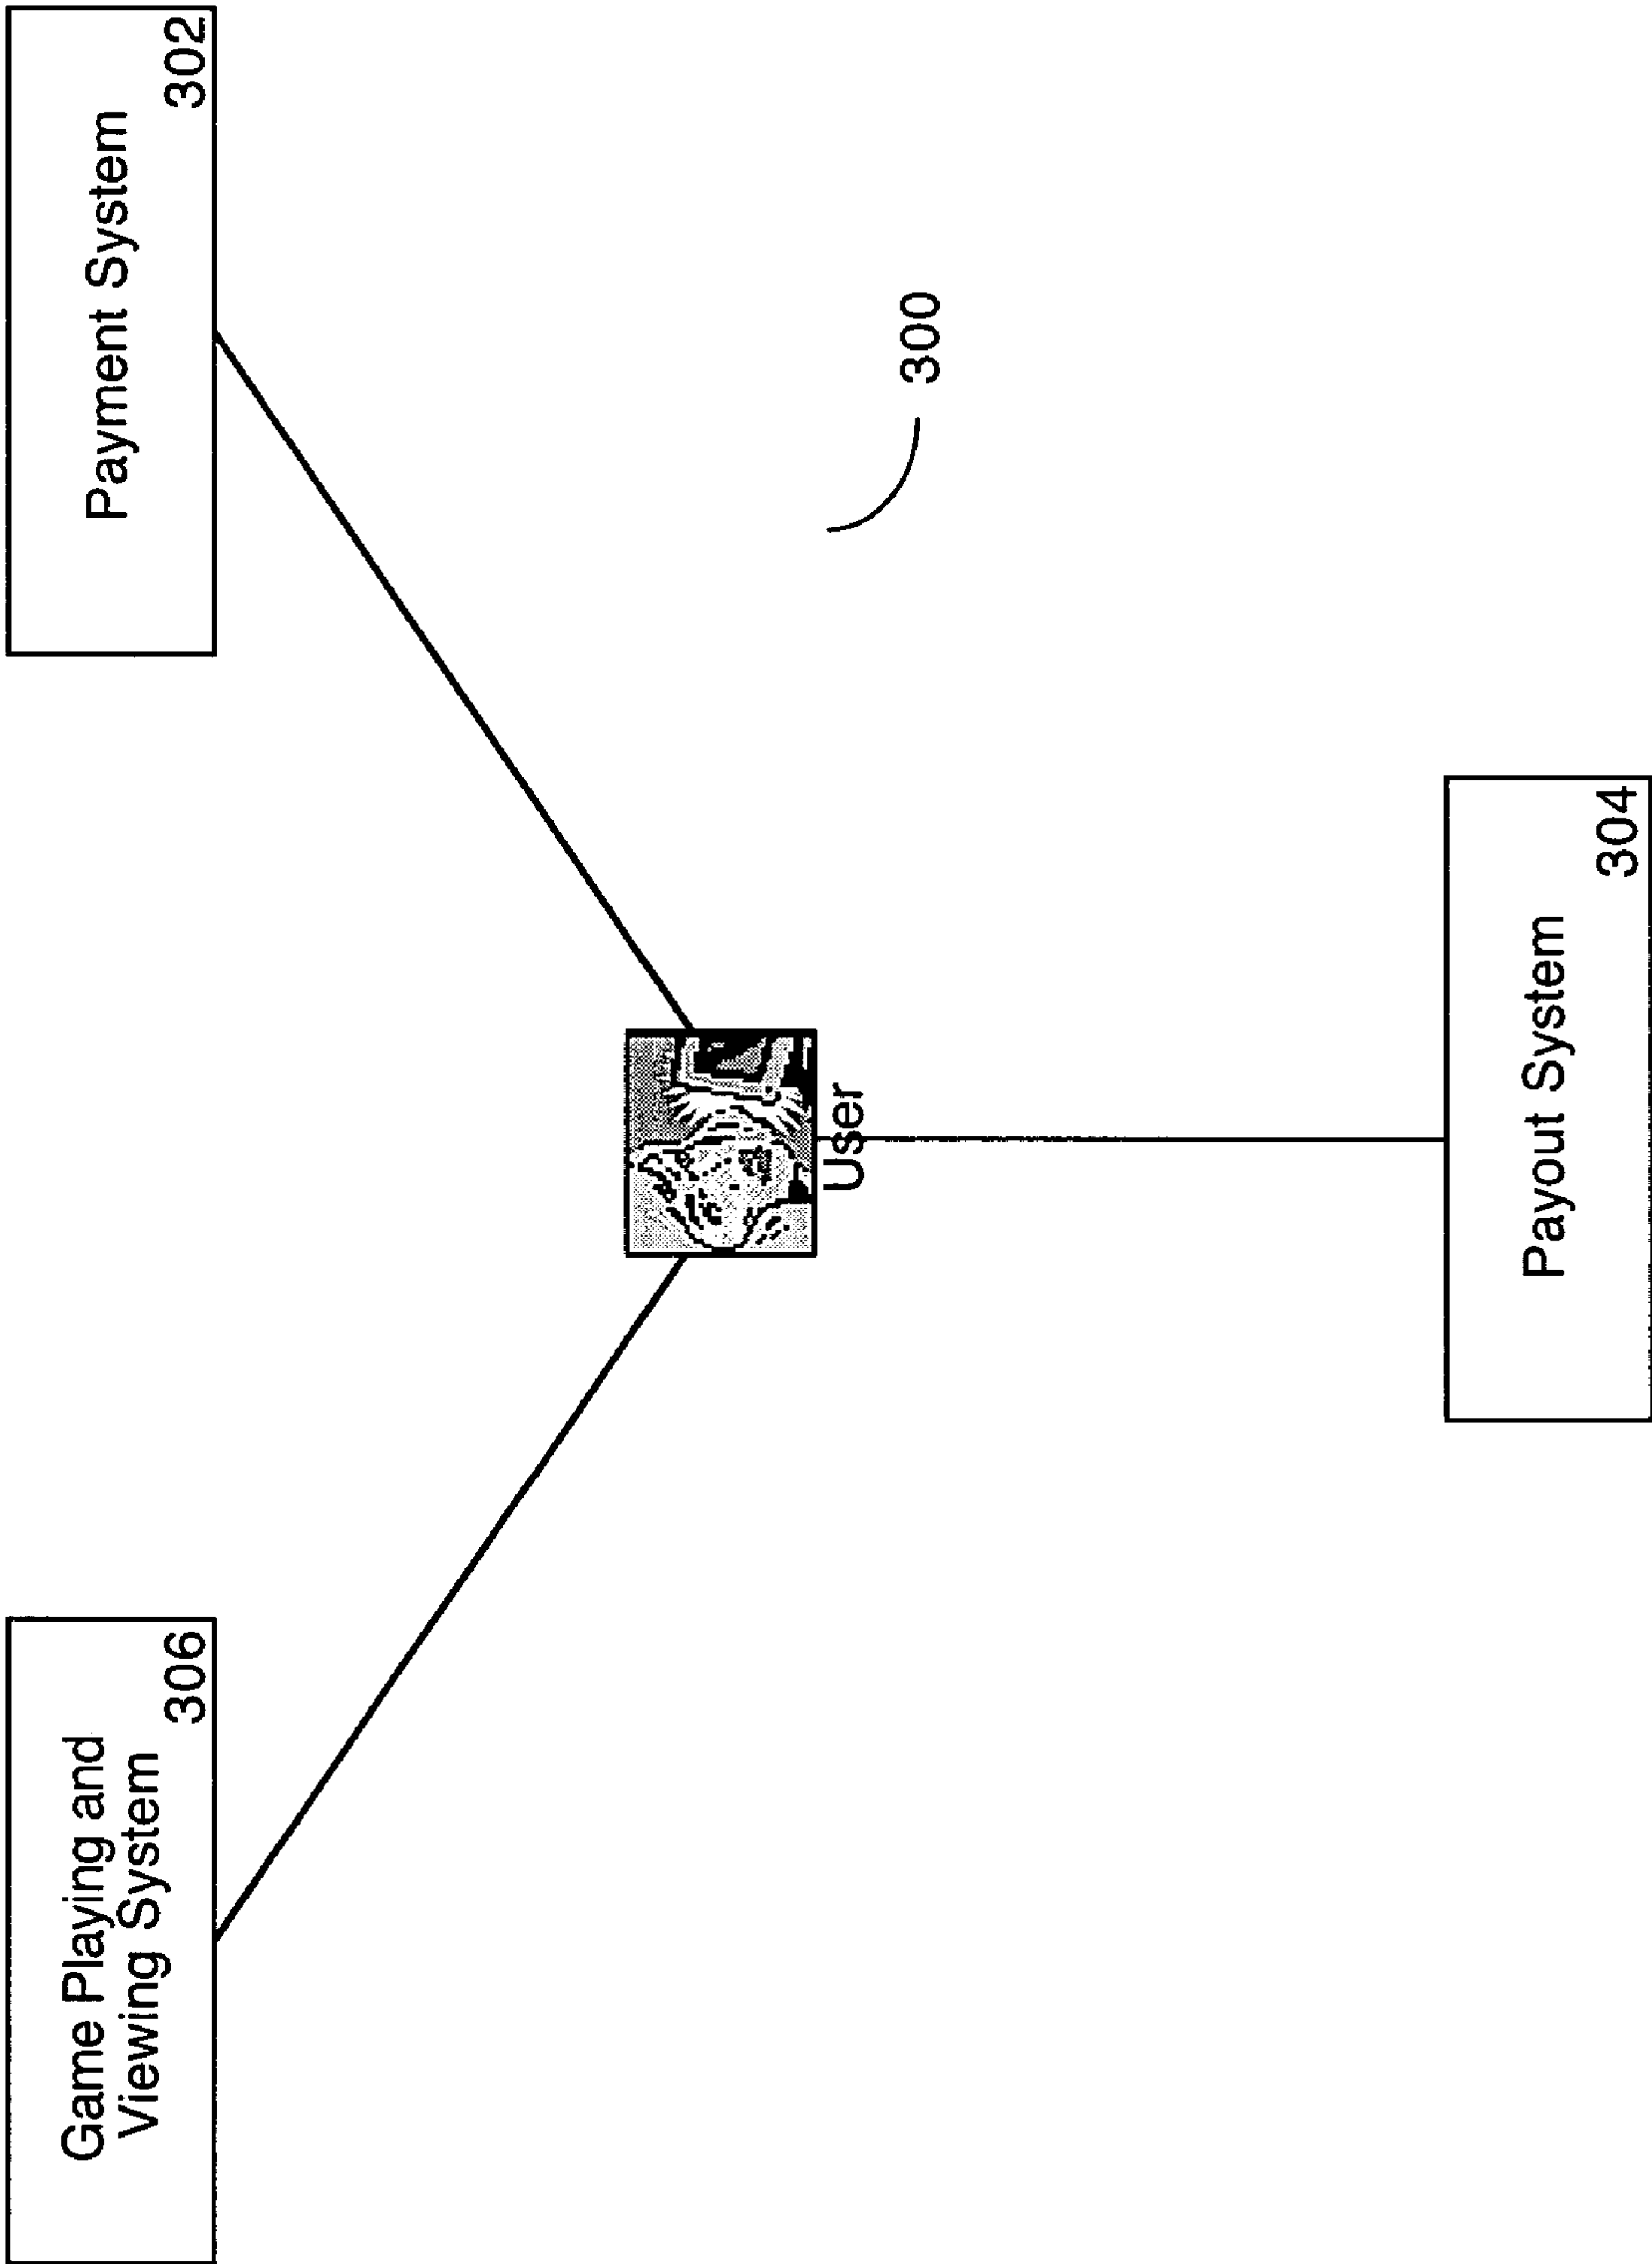 Game Playing and
Viewing System
306
Payment System
302
User
300
Payout System
304